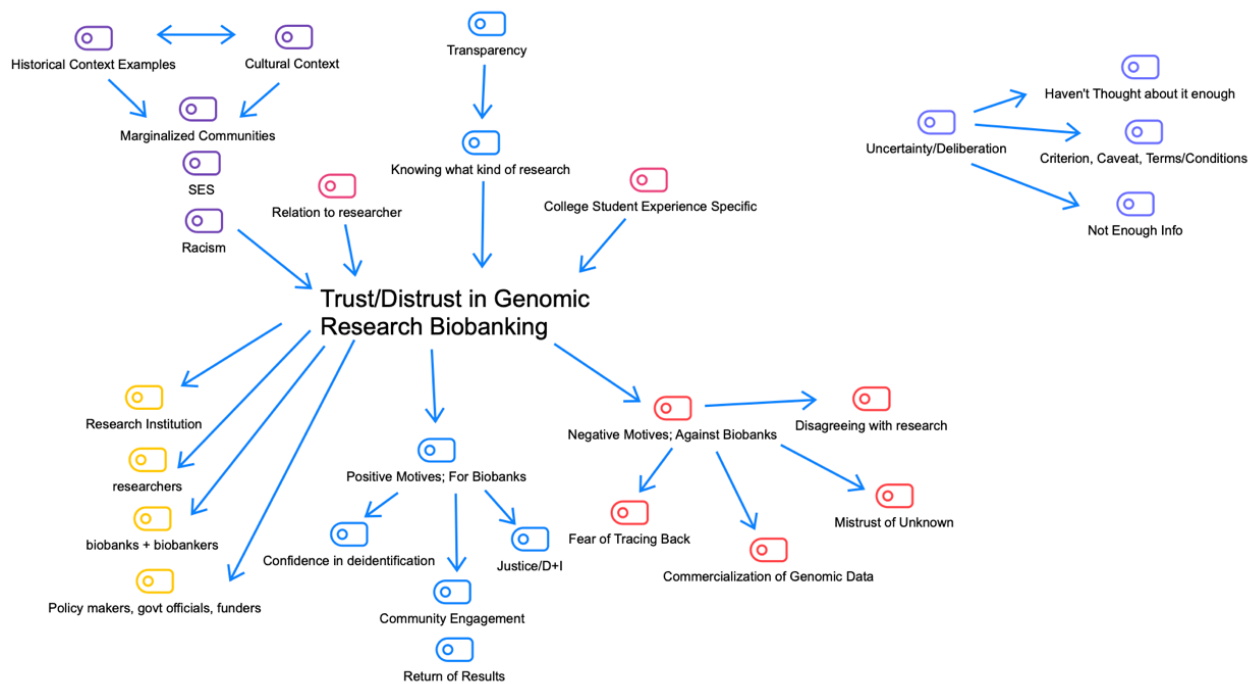 Historical Context Examples
Cultural Context
Transparency
Marginalized Communities
SES
Racism
Relation to researcher
Knowing what kind of research
College Student Experience Specific
Haven't Thought about it enough
Uncertainty/Deliberation
Criterion, Caveat, Terms/Conditions
Not Enough Info
Trust/Distrust in Genomic
Research Biobanking
Research Institution
researchers
biobanks + biobankers
Policy makers, govt officials, funders
Positive Motives; For Biobanks
Confidence in deidentification
Justice/D+I
Community Engagement
Return of Results
Negative Motives; Against Biobanks
Disagreeing with research
Fear of Tracing Back
Mistrust of Unknown
Commercialization of Genomic Data